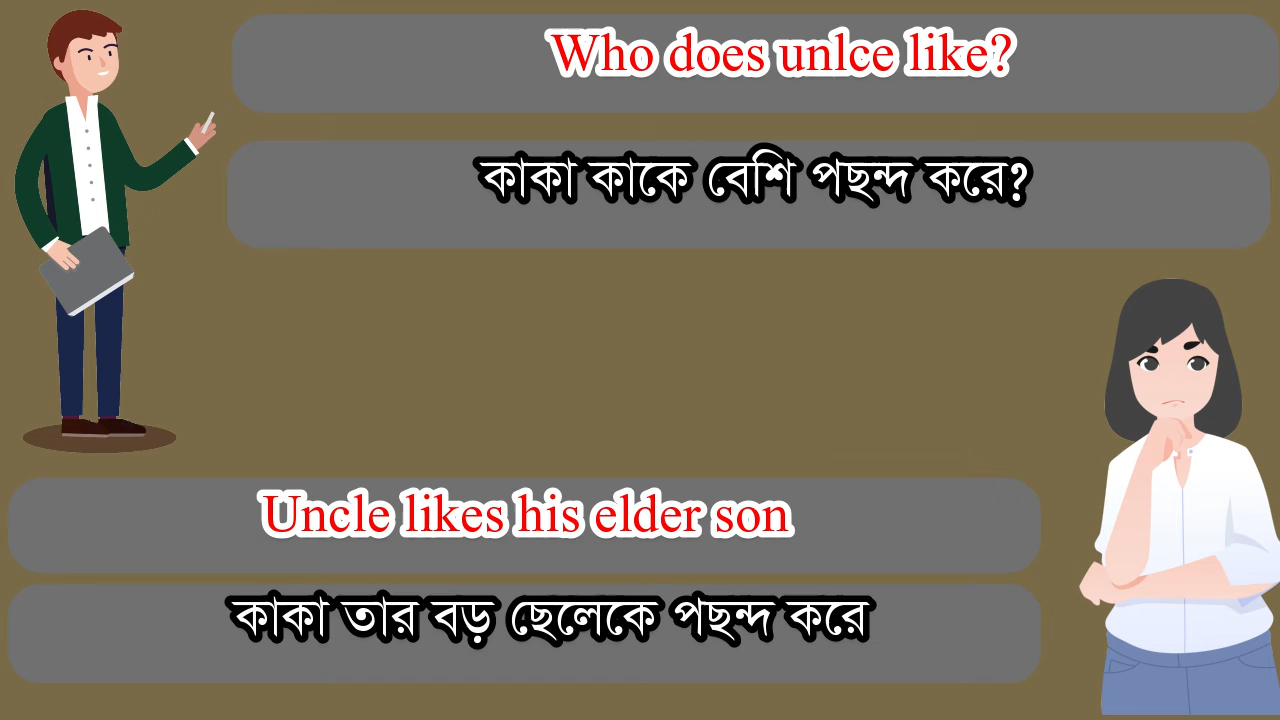 Who does unlce like?
কাকা কাকে বেশি পছন্দ করে?
Uncle likes his elder son
কাকা তার বড় ছেলেকে পছন্দ করে